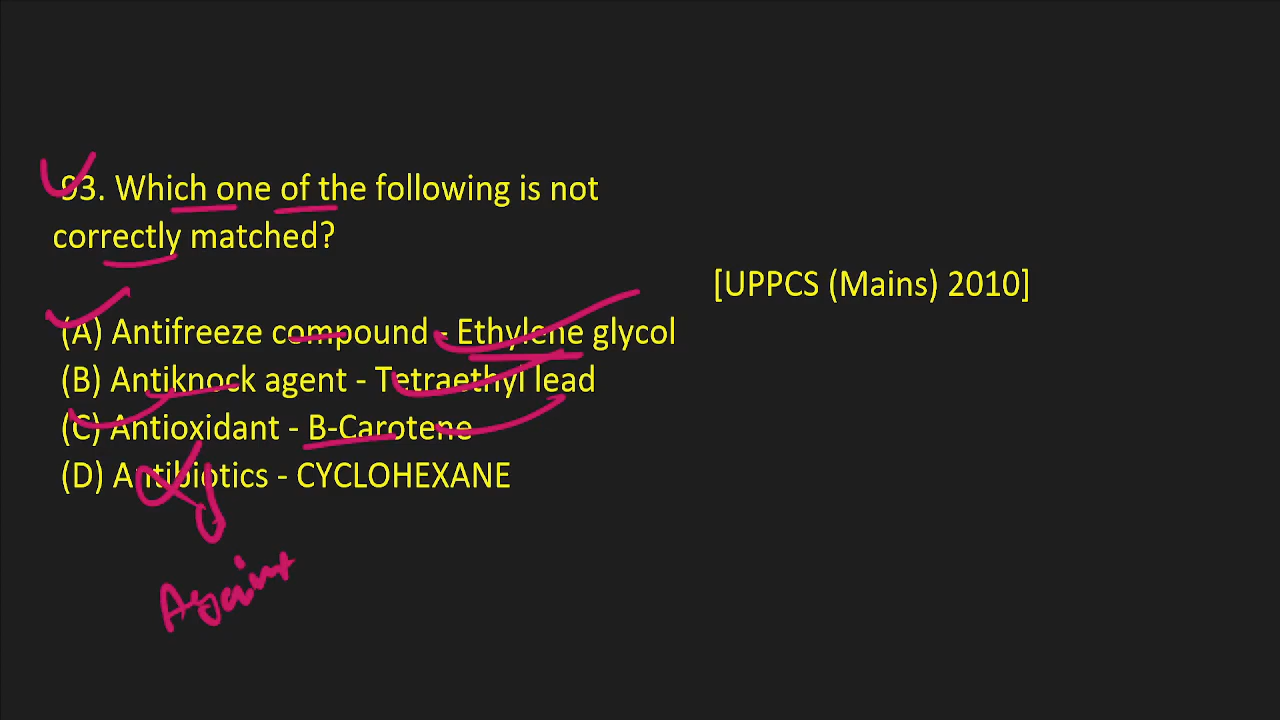 93. Which one of the following is not
correctly matched?
[UPPCS (Mains) 2010]
(A) Antifreeze compound - Ethylene glycol
(B) Antiknock agent - Tetraethyl lead
(C) Antioxidant - B-Carotene
(D) Antibiotics - CYCLOHEXANE